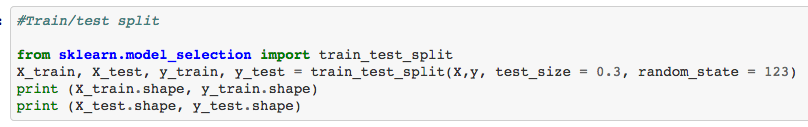 #Train/test split
from sklearn.model_selection import train_test_split
X_train, X_test, y_train, y_test = train_test_split(X,y, test_size = 0.3, random_state = 123)
print (X_train.shape, y_train.shape)
print (X_test.shape, y_test.shape)